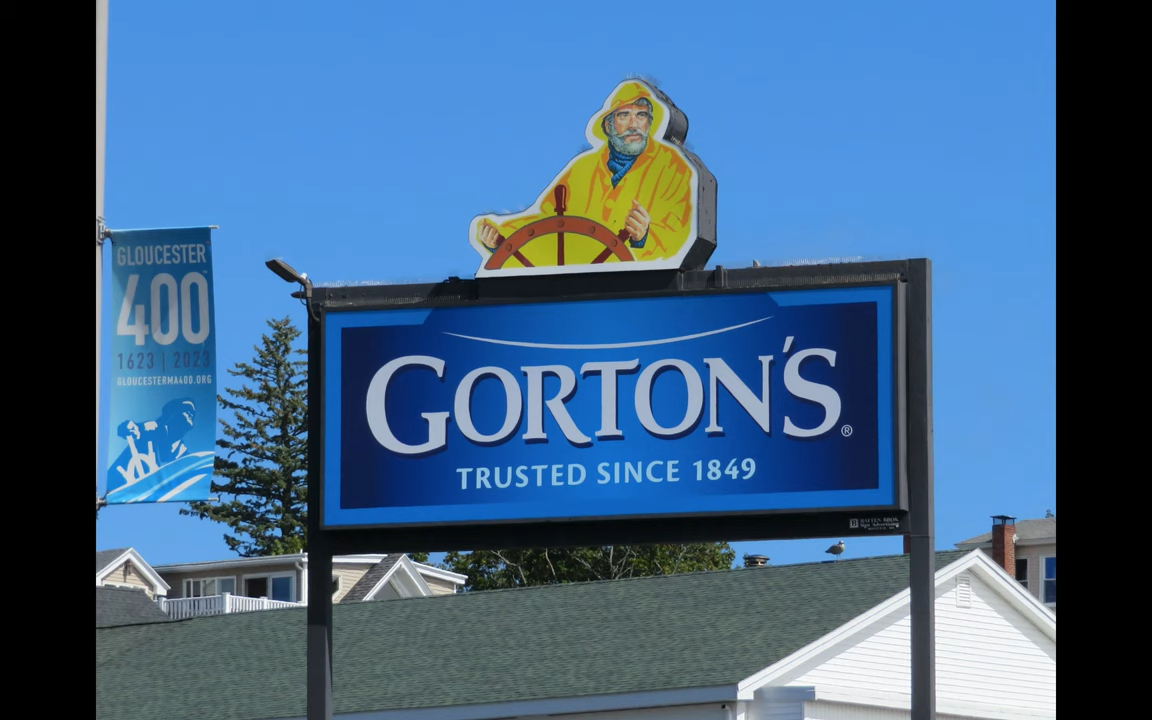 GLOUCESTER
400
1623 | 2023
GLOUCESTERMA400.ORG
GORTON'S®
TRUSTED SINCE 1849